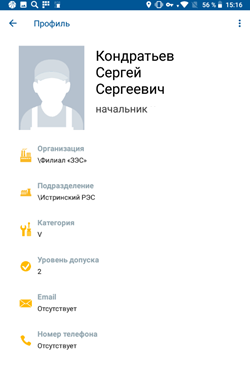 56 % 15:16
Профиль
Кондратьев
Сергей
Сергеевич
начальник
Организация
\Филиал «ЗЭС»
Подразделение
\Истринский РЭС
Категория
V
Уровень допуска
2
Email
Отсутствует
Номер телефона
Отсутствует